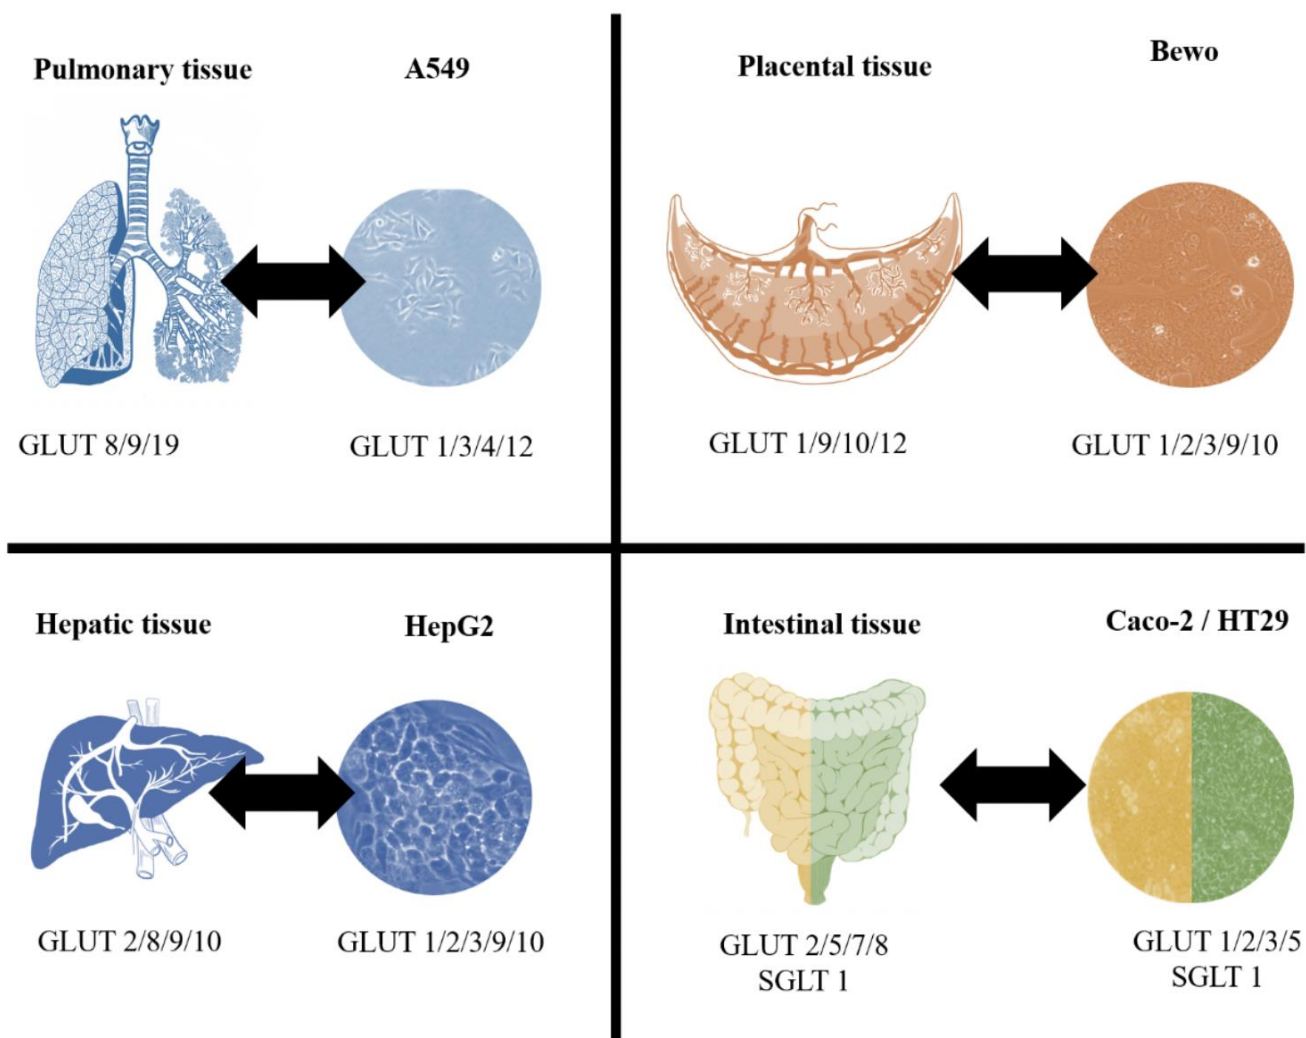 Pulmonary tissue
A549
GLUT 8/9/19
GLUT 1/3/4/12
Placental tissue
Bewo
GLUT 1/9/10/12
GLUT 1/2/3/9/10
Hepatic tissue
HepG2
GLUT 2/8/9/10
GLUT 1/2/3/9/10
Intestinal tissue
Caco-2 / HT29
GLUT 2/5/7/8
SGLT 1
GLUT 1/2/3/5
SGLT 1